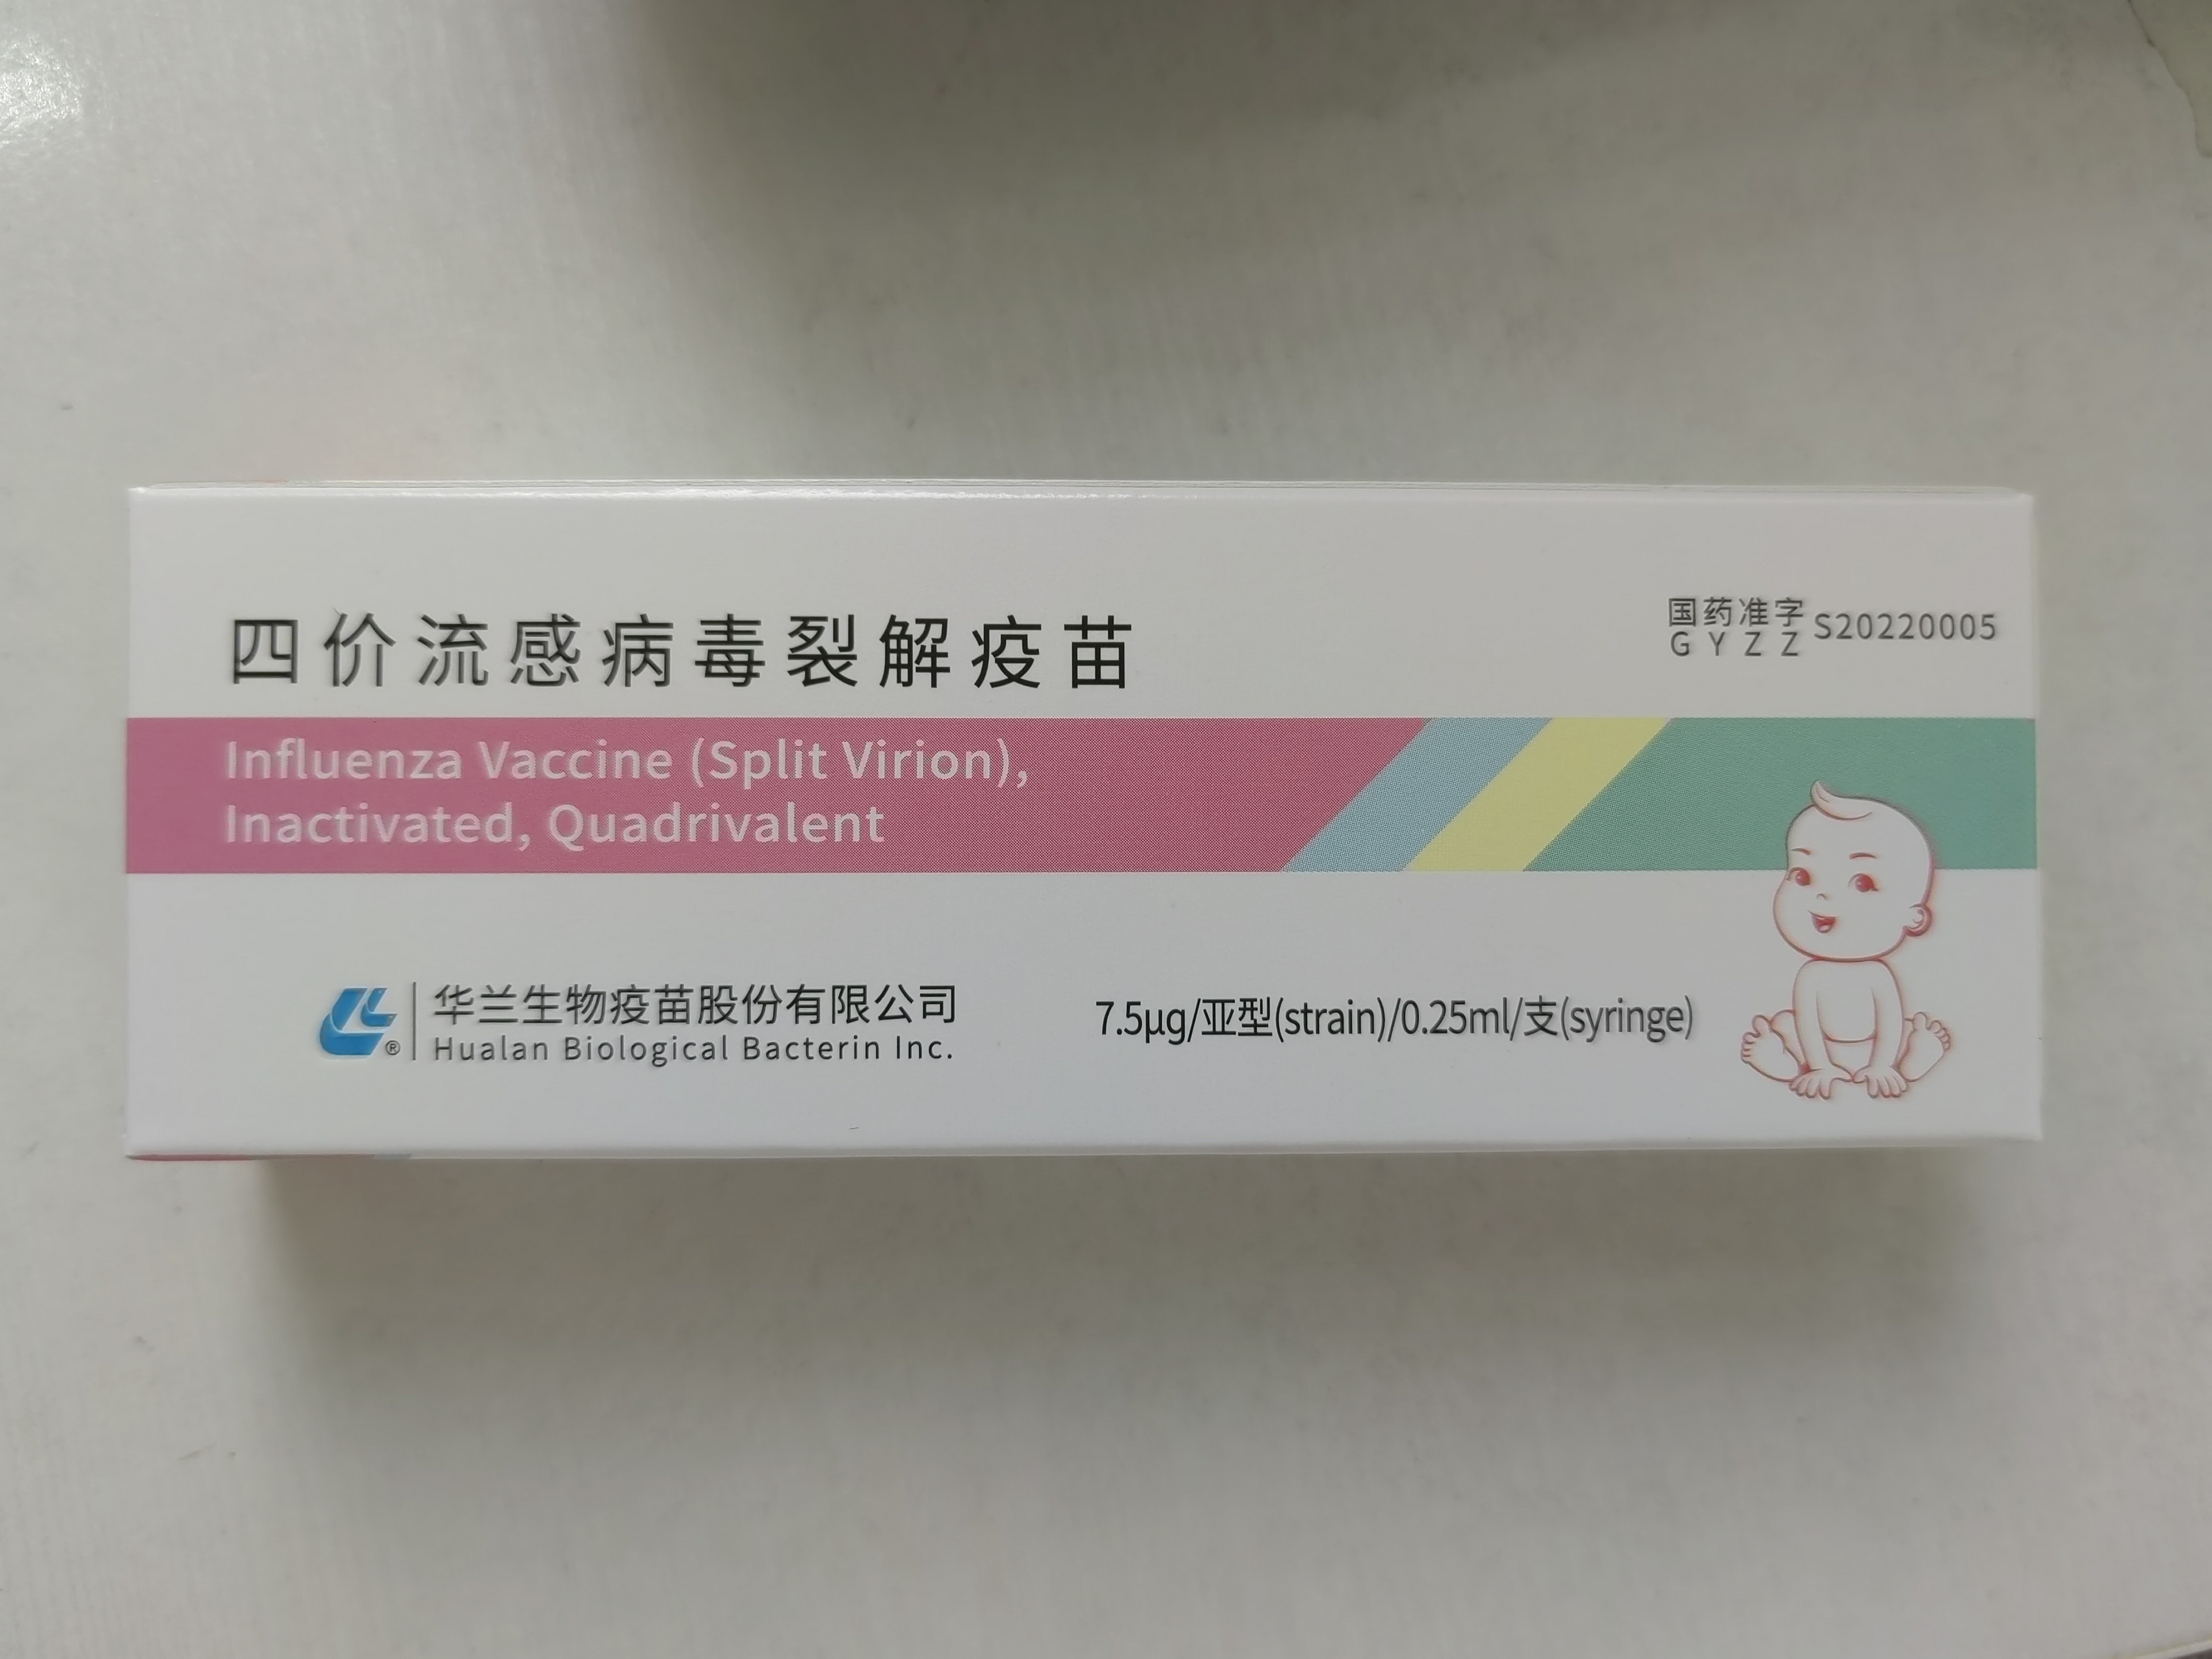 四价流感病毒裂解疫苗
国药准字 S20220005
GYZZ
Influenza Vaccine (Split Virion),
Inactivated, Quadrivalent
华兰生物疫苗股份有限公司
Hualan Biological Bacterin Inc.
®
7.5μg/亚型(strain)/0.25ml/支(syringe)